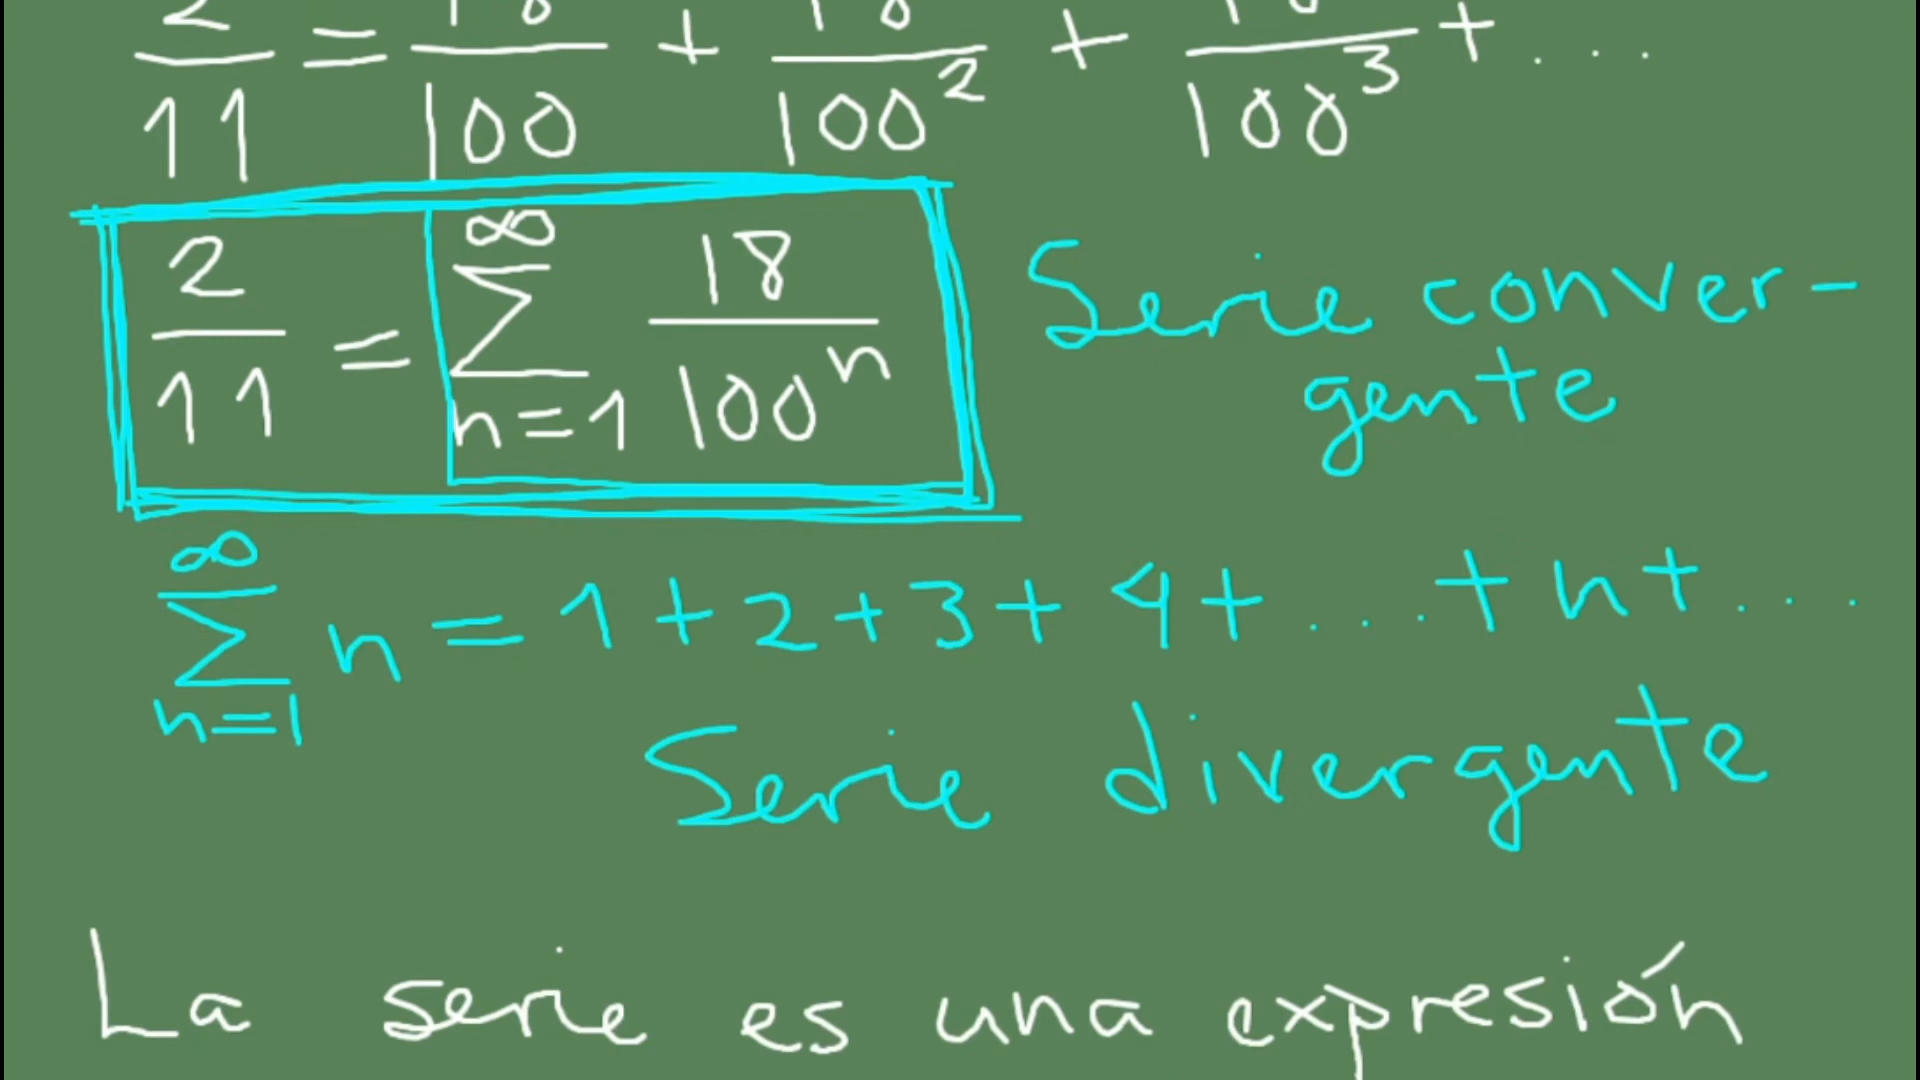 2/11 = 18/100 + 18/100² + 18/100³ + ...
2/11 = ∞ Σ n=1 18/100ⁿ Serie conver-
gente
∞ Σ n=1 n = 1 + 2 + 3 + 4 + ... + n + ...
Serie divergente
La serie es una expresión